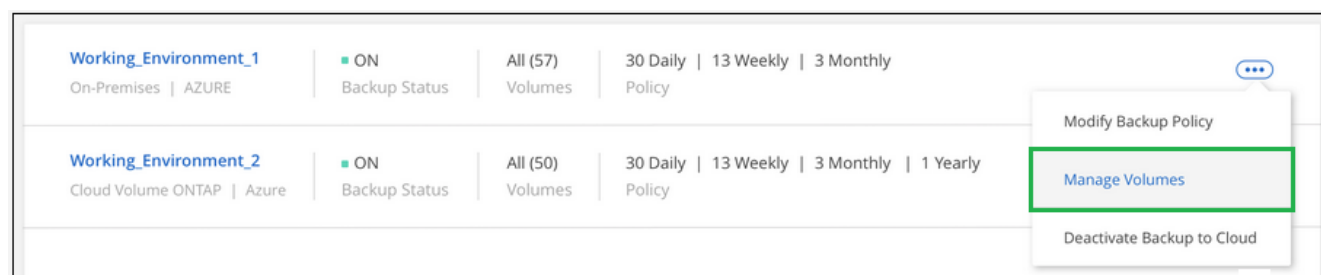 Working_Environment_1
ON
All (57)
30 Daily | 13 Weekly | 3 Monthly
On-Premises | AZURE
Backup Status
Volumes
Policy
Modify Backup Policy
Working_Environment_2
ON
All (50)
30 Daily | 13 Weekly | 3 Monthly | 1 Yearly
Manage Volumes
Cloud Volume ONTAP | Azure
Backup Status
Volumes
Policy
Deactivate Backup to Cloud